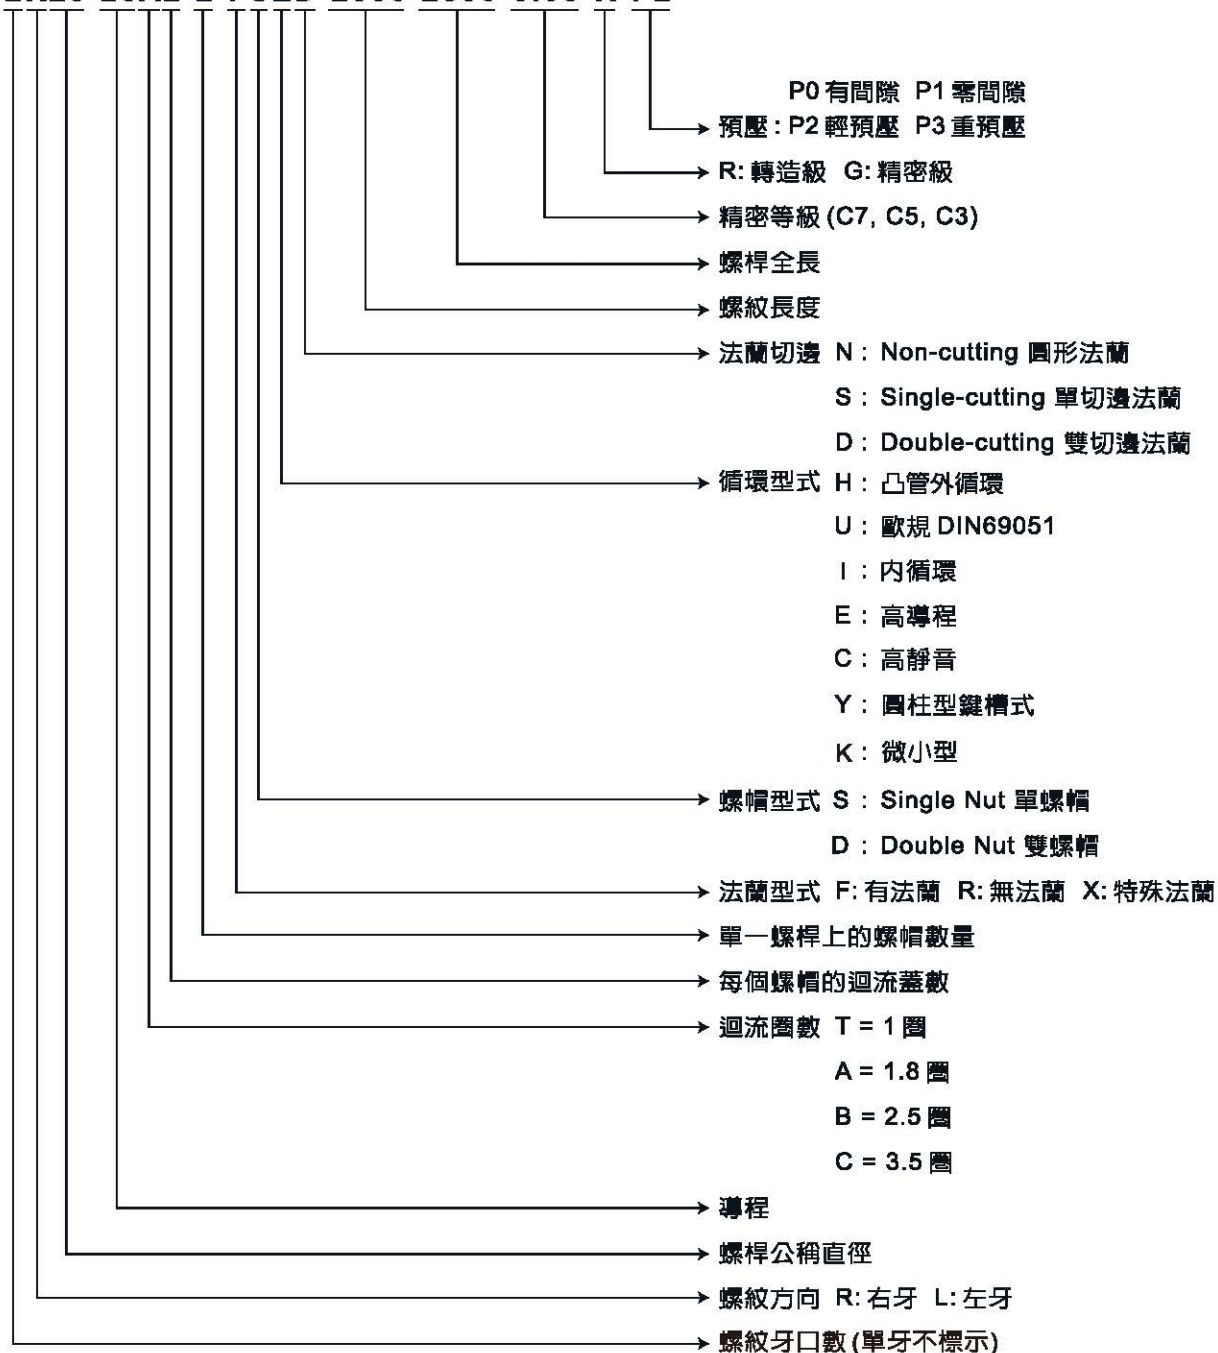 P0 有間隙 P1 零間隙
預壓 : P2 輕預壓 P3 重預壓
R: 轉造級 G: 精密級
精密等級 (C7, C5, C3)
螺桿全長
螺紋長度
法蘭切邊 N : Non-cutting 圓形法蘭
S : Single-cutting 單切邊法蘭
D : Double-cutting 雙切邊法蘭
循環型式 H : 凸管外循環
U : 歐規 DIN69051
I : 內循環
E : 高導程
C : 高靜音
Y : 圓柱型鍵槽式
K : 微小型
螺帽型式 S : Single Nut 單螺帽
D : Double Nut 雙螺帽
法蘭型式 F: 有法蘭 R: 無法蘭 X: 特殊法蘭
單一螺桿上的螺帽數量
每個螺帽的迴流蓋數
迴流圈數 T = 1 圈
A = 1.8 圈
B = 2.5 圈
C = 3.5 圈
導程
螺桿公稱直徑
螺紋方向 R: 右牙 L: 左牙
螺紋牙口數 (單牙不標示)